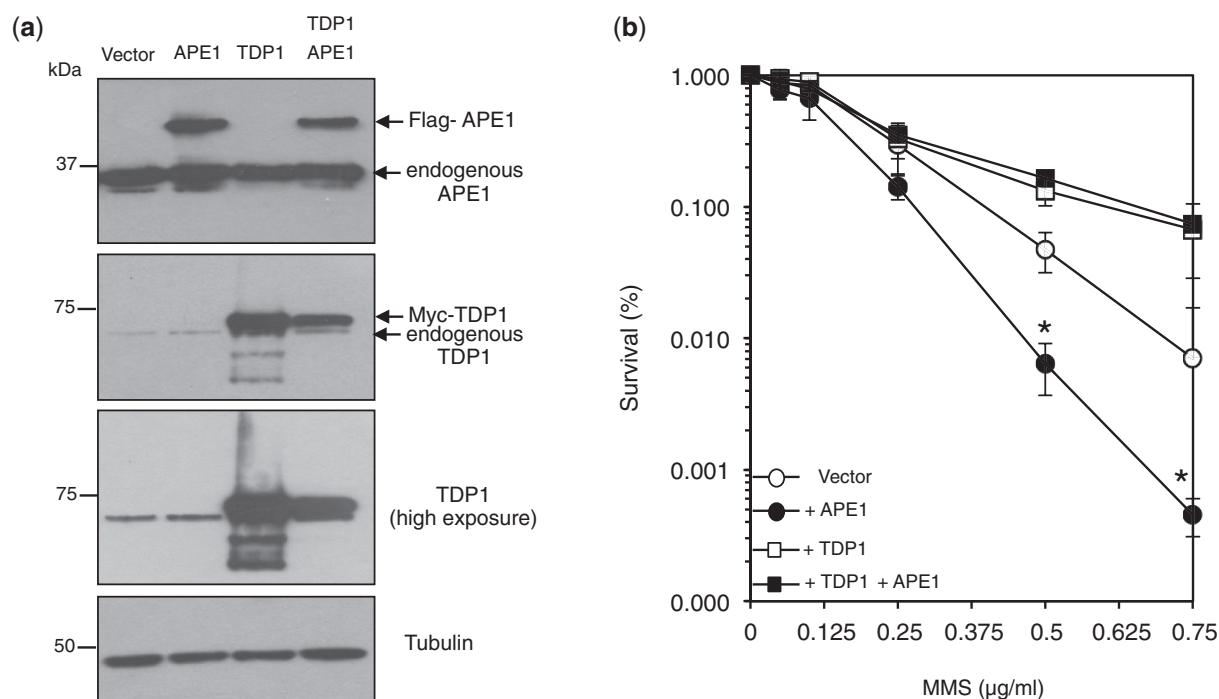 (a)
TDP1
Vector APE1 TDP1 APE1
kDa
Flag- APE1
37
endogenous
APE1
75
Myc-TDP1
endogenous
TDP1
75
TDP1
(high exposure)
50
Tubulin
(b)
1.000
0.100
0.010
0.001
0.000
Survival (%)
*
*
Vector
+ APE1
+ TDP1
+ TDP1 + APE1
0 0.125 0.25 0.375 0.5 0.625 0.75
MMS (µg/ml)